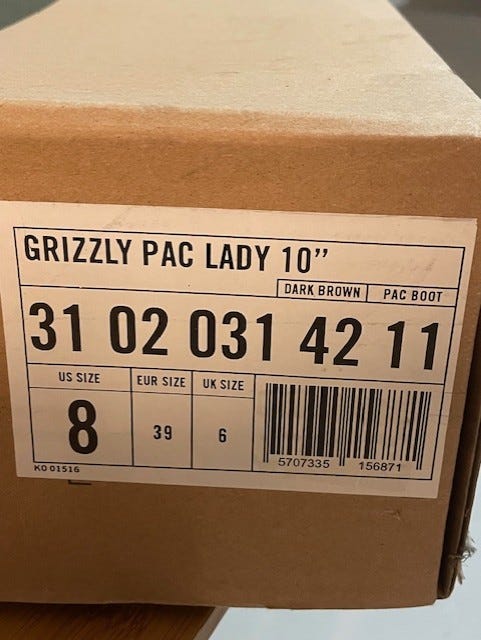 GRIZZLY PAC LADY 10”
DARK BROWN PAC BOOT
31 02 031 42 11
US SIZE EUR SIZE UK SIZE
8 39 6
5707335 156871
KO 01516